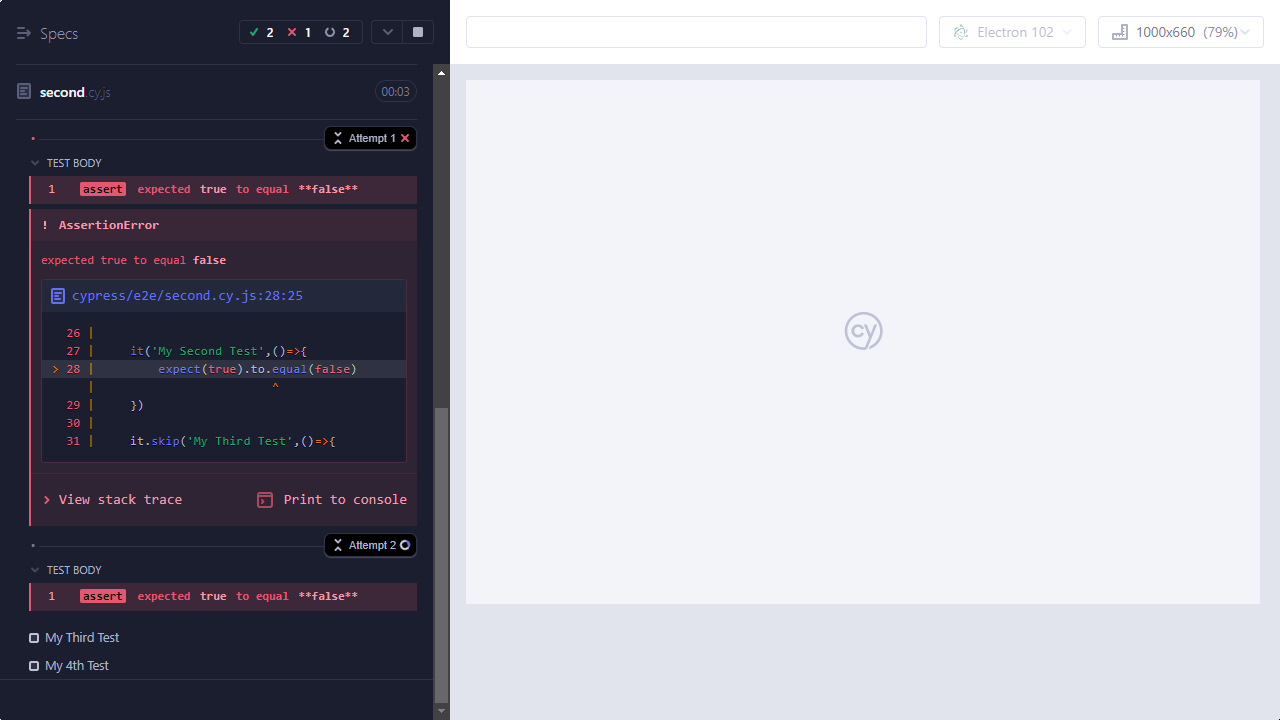 Specs
2 1 2
Electron 102
1000x660 (79%)
second.cy.js
00:03
Attempt 1
TEST BODY
1 assert expected true to equal **false**
! AssertionError
expected true to equal false
cypress/e2e/second.cy.js:28:25
26 |
27 | it('My Second Test',()=>{
> 28 | expect(true).to.equal(false)
| ^
29 | })
30 |
31 | it.skip('My Third Test',()=>{
> View stack trace
Print to console
Attempt 2
TEST BODY
1 assert expected true to equal **false**
My Third Test
My 4th Test
cy